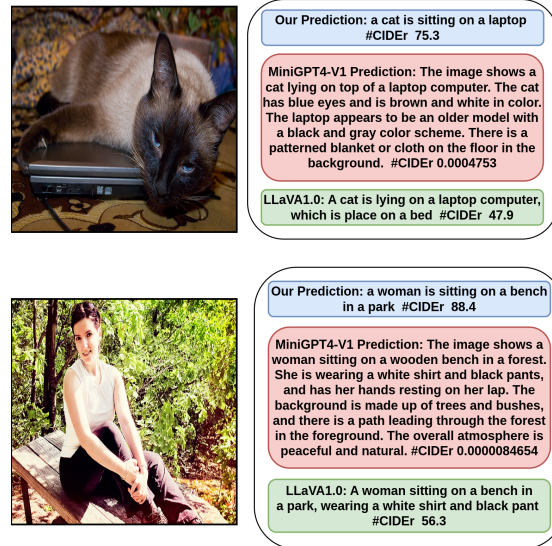 Our Prediction: a cat is sitting on a laptop
#CIDEr 75.3
MiniGPT4-V1 Prediction: The image shows a
cat lying on top of a laptop computer. The cat
has blue eyes and is brown and white in color.
The laptop appears to be an older model with
a black and gray color scheme. There is a
patterned blanket or cloth on the floor in the
background. #CIDEr 0.0004753
LLaVA1.0: A cat is lying on a laptop computer,
which is place on a bed #CIDEr 47.9
Our Prediction: a woman is sitting on a bench
in a park #CIDEr 88.4
MiniGPT4-V1 Prediction: The image shows a
woman sitting on a wooden bench in a forest.
She is wearing a white shirt and black pants,
and has her hands resting on her lap. The
background is made up of trees and bushes,
and there is a path leading through the forest
in the foreground. The overall atmosphere is
peaceful and natural. #CIDEr 0.0000084654
LLaVA1.0: A woman sitting on a bench in
a park, wearing a white shirt and black pant
#CIDEr 56.3